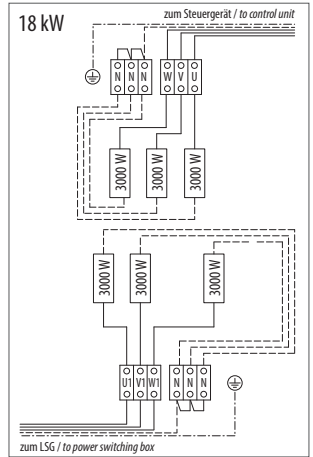 18 kW
zum Steuergerät / to control unit
N N N
W V U
3000 W
3000 W
3000 W
3000 W
3000 W
3000 W
U1 V1 W1
N N N
zum LSG / to power switching box